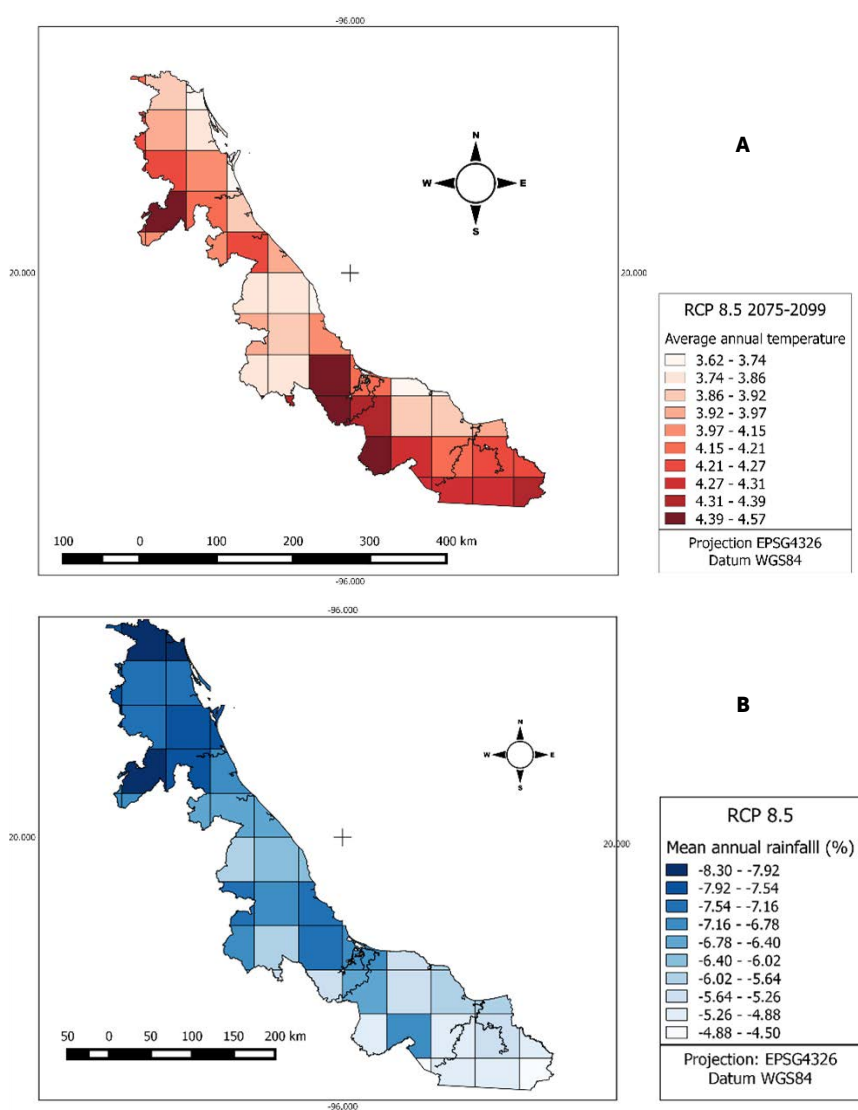 -96.000
N
W E
S
A
20.000 20.000
RCP 8.5 2075-2099
Average annual temperature
3.62 - 3.74
3.74 - 3.86
3.86 - 3.92
3.92 - 3.97
3.97 - 4.15
4.15 - 4.21
4.21 - 4.27
4.27 - 4.31
4.31 - 4.39
4.39 - 4.57
Projection EPSG4326
Datum WGS84
100 0 100 200 300 400 km
-96.000
-96.000
B
N
W E
S
20.000 20.000
RCP 8.5
Mean annual rainfalll (%)
-8.30 - -7.92
-7.92 - -7.54
-7.54 - -7.16
-7.16 - -6.78
-6.78 - -6.40
-6.40 - -6.02
-6.02 - -5.64
-5.64 - -5.26
-5.26 - -4.88
-4.88 - -4.50
Projection: EPSG4326
Datum WGS84
50 0 50 100 150 200 km
-96.000